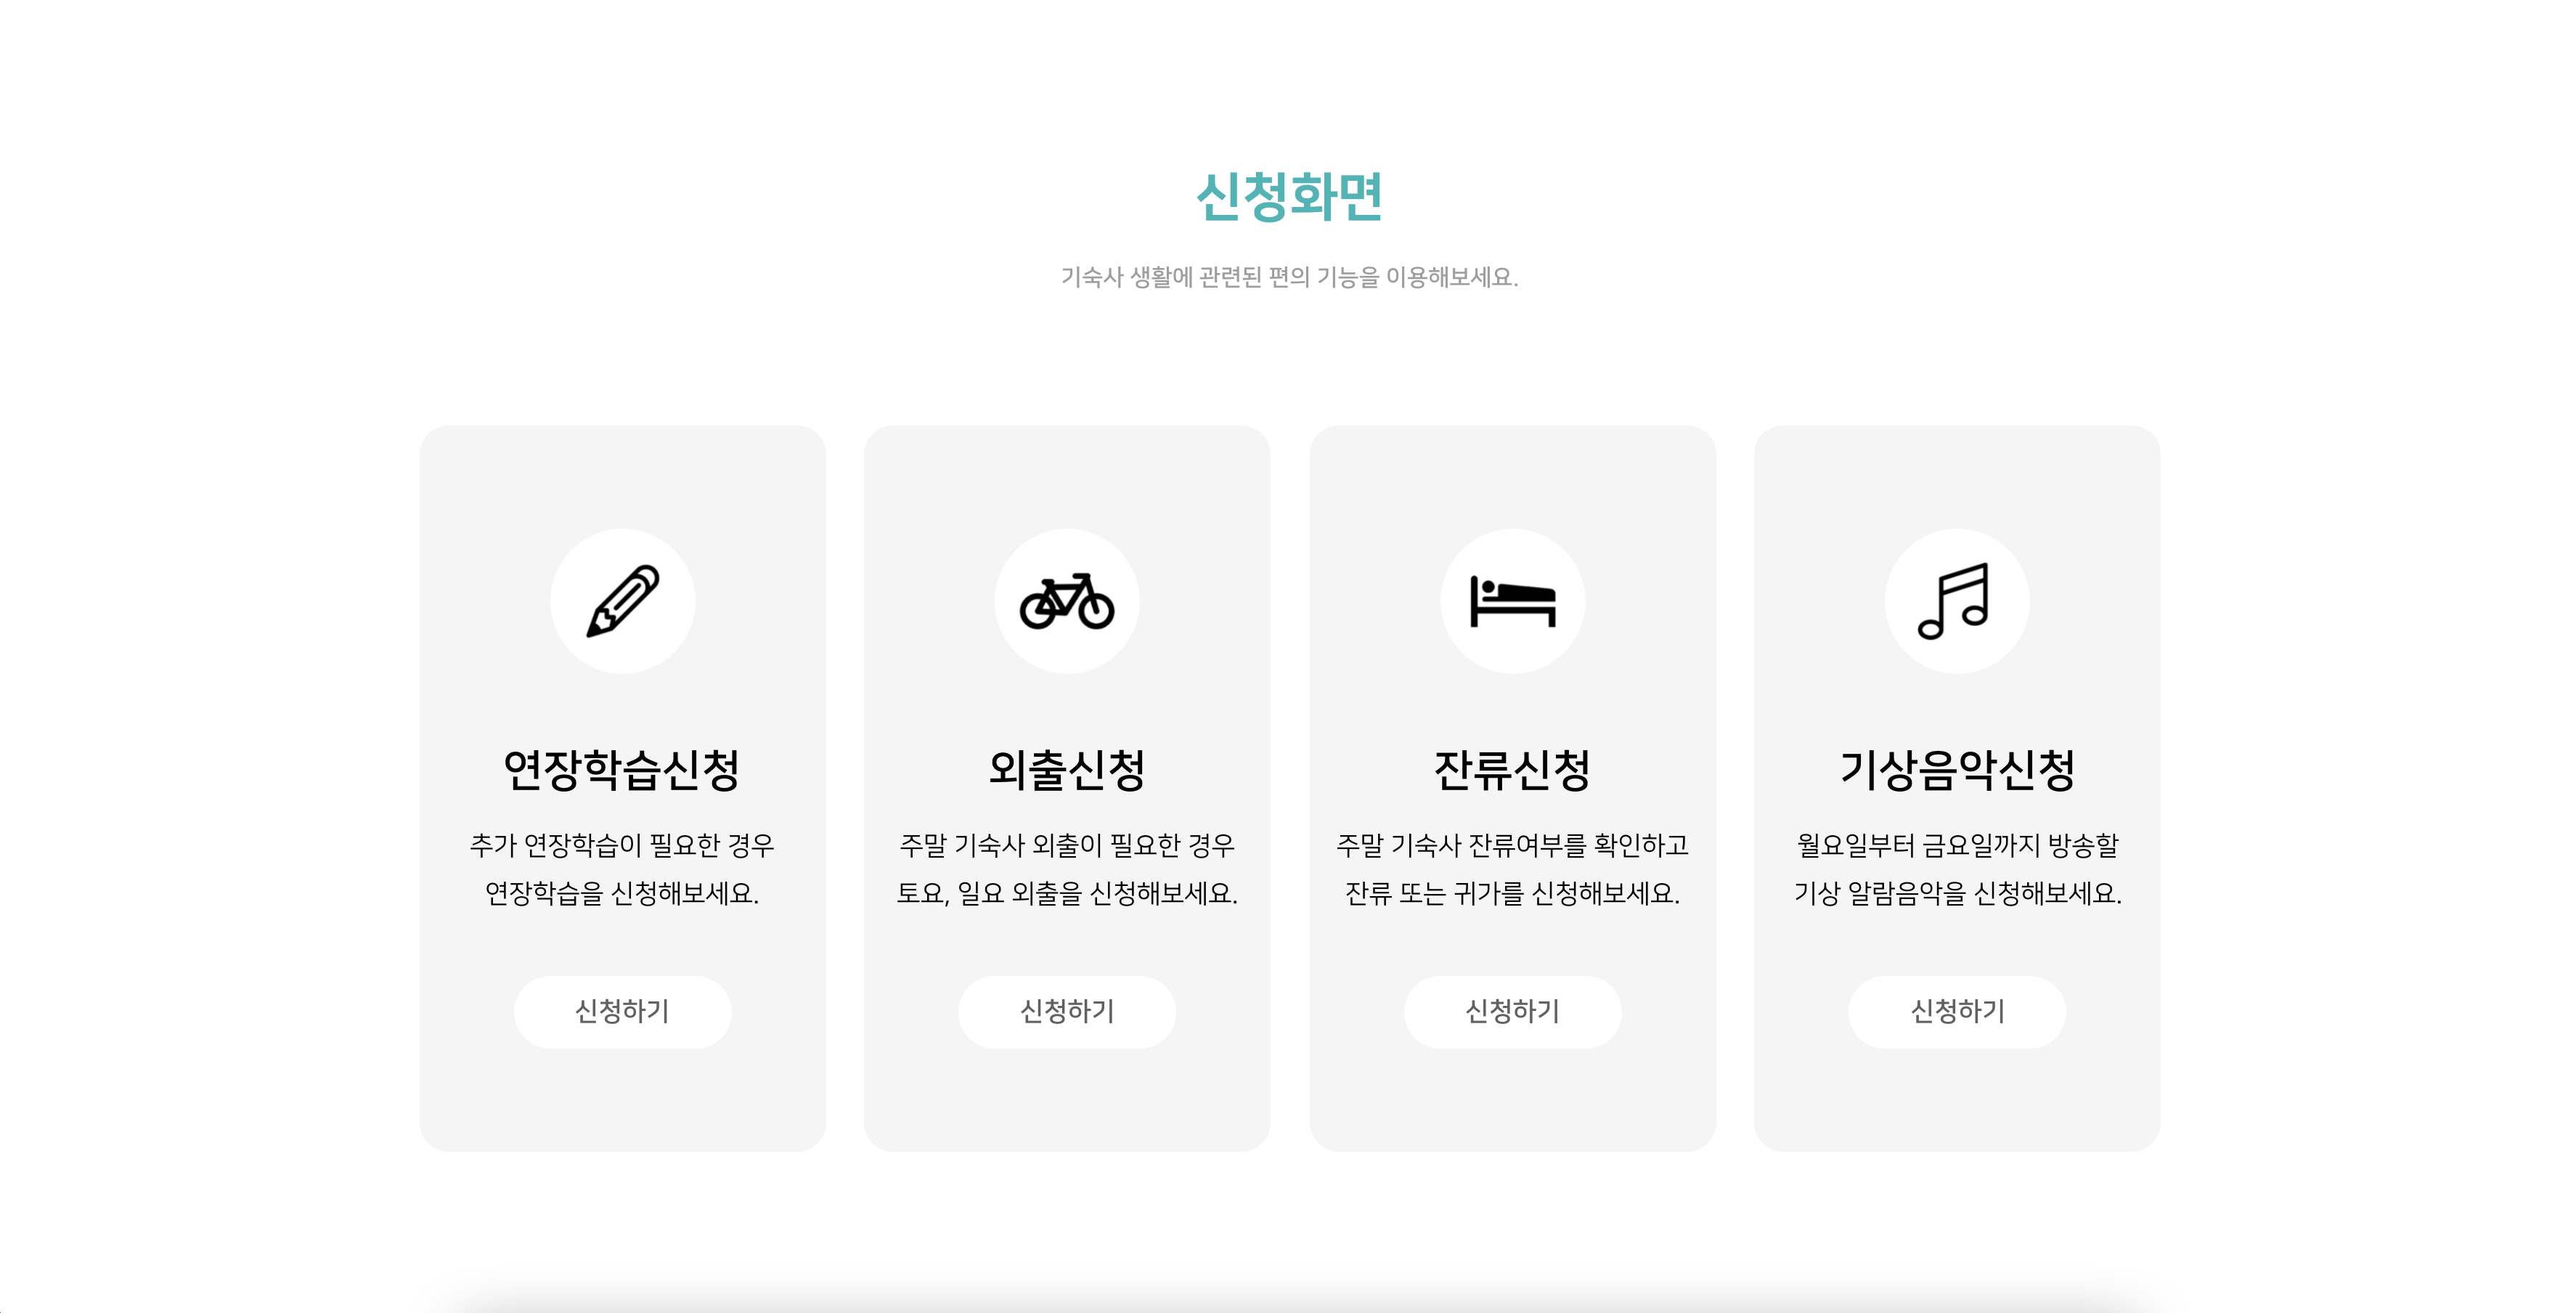 신청화면
기숙사 생활에 관련된 편의 기능을 이용해보세요.
연장학습신청
추가 연장학습이 필요한 경우
연장학습을 신청해보세요.
신청하기
외출신청
주말 기숙사 외출이 필요한 경우
토요, 일요 외출을 신청해보세요.
신청하기
잔류신청
주말 기숙사 잔류여부를 확인하고
잔류 또는 귀가를 신청해보세요.
신청하기
기상음악신청
월요일부터 금요일까지 방송할
기상 알람음악을 신청해보세요.
신청하기